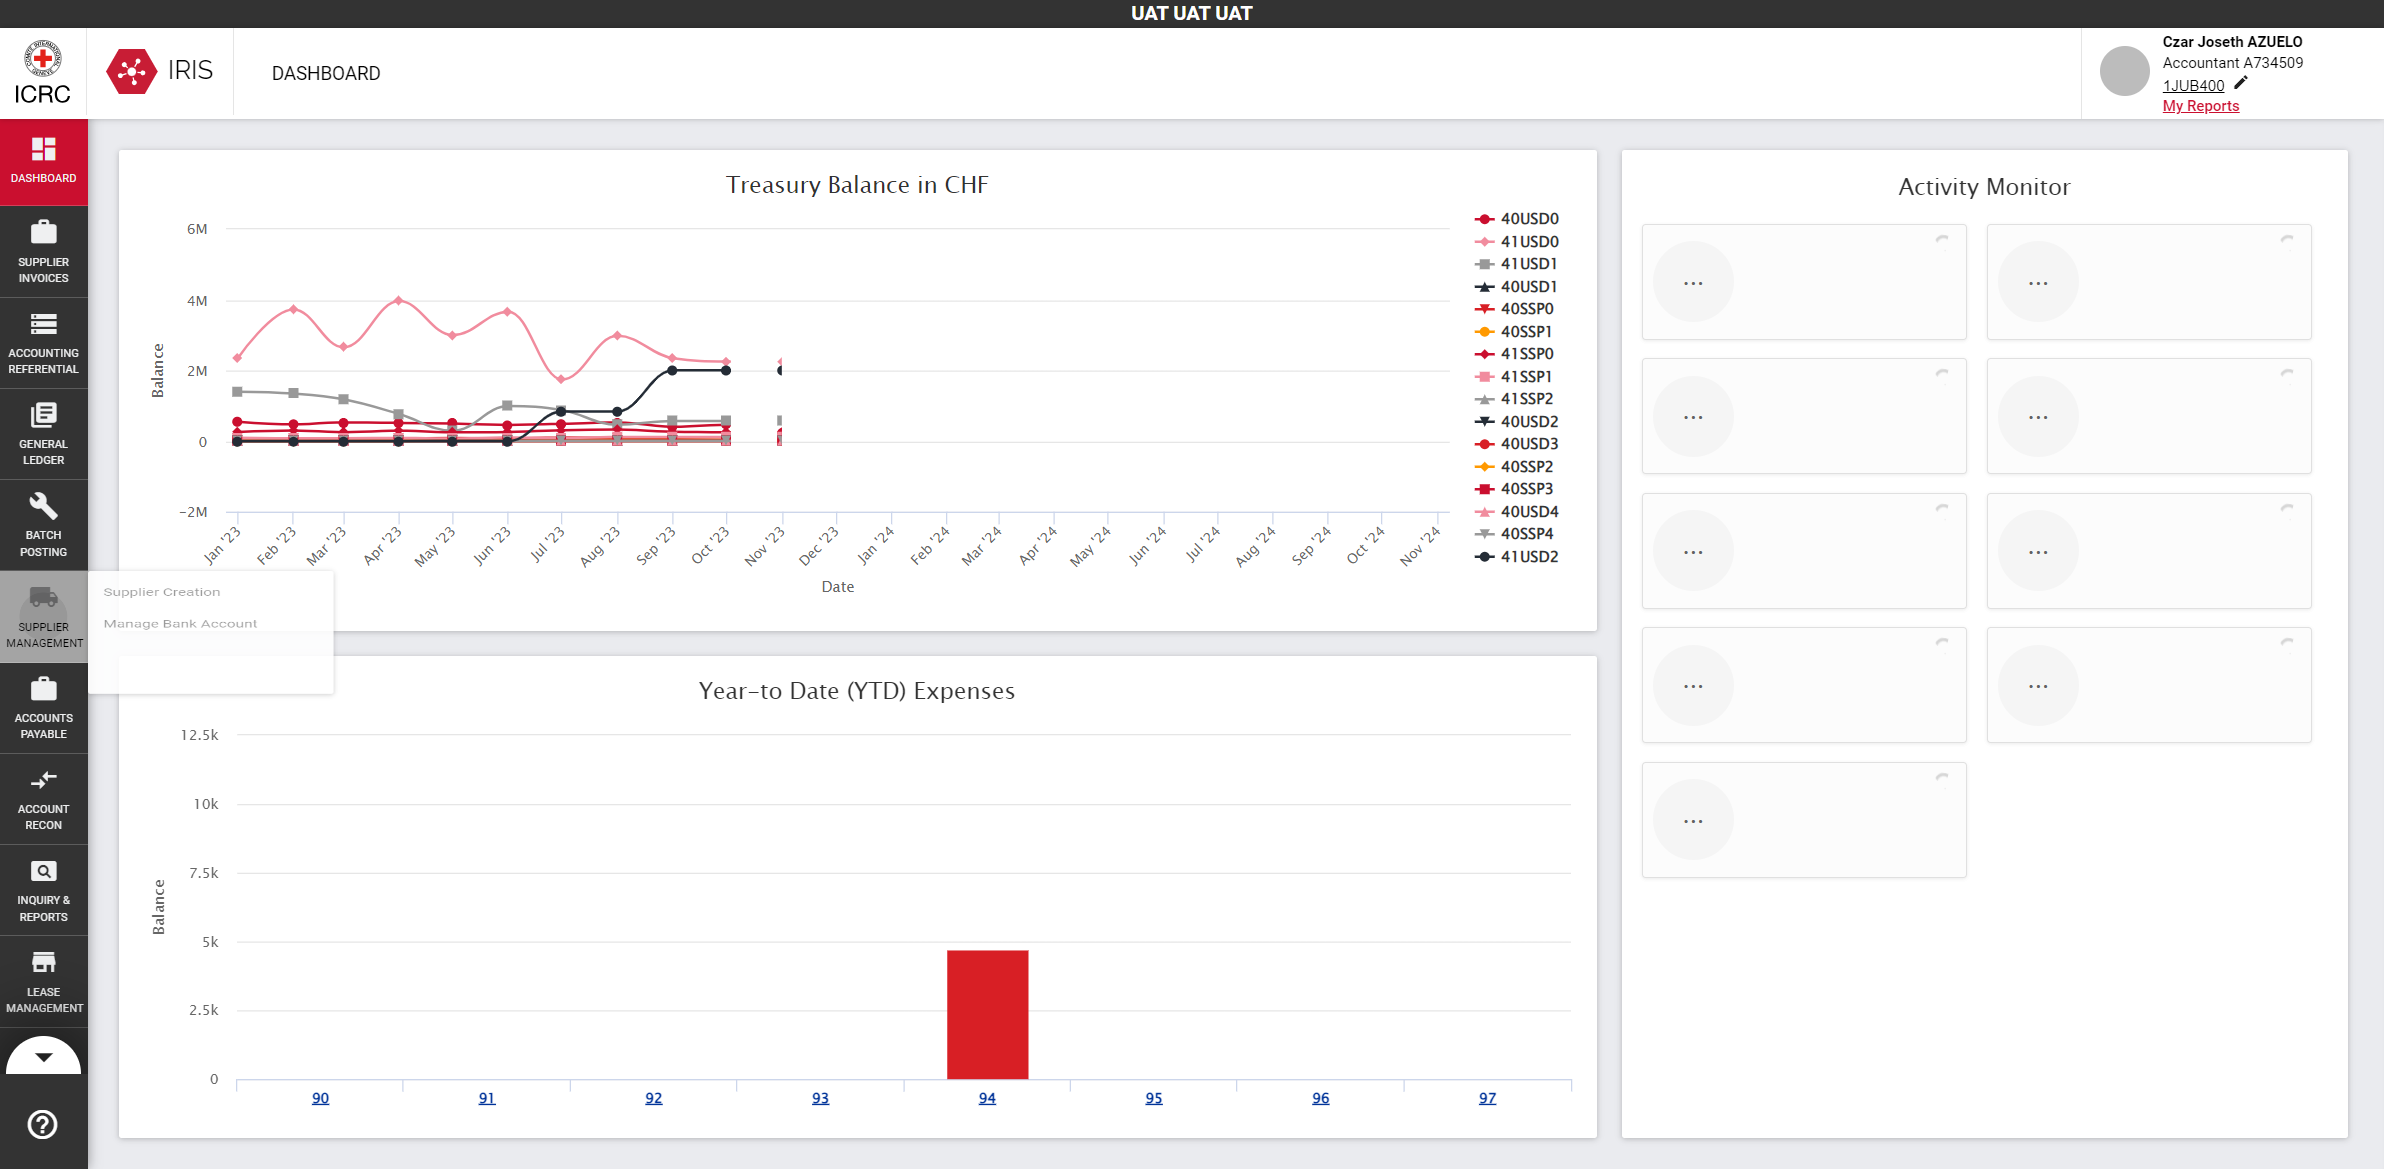 UAT UAT UAT
ICRC
IRIS
DASHBOARD
Czar Joseth AZUELO
Accountant A734509
1JUB400
My Reports
DASHBOARD
SUPPLIER
INVOICES
ACCOUNTING
REFERENTIAL
GENERAL
LEDGER
BATCH
POSTING
SUPPLIER
MANAGEMENT
Supplier Creation
Manage Bank Account
ACCOUNTS
PAYABLE
ACCOUNT
RECON
INQUIRY &
REPORTS
LEASE
MANAGEMENT
Treasury Balance in CHF
6M
4M
2M
0
-2M
Balance
Jan '23
Feb '23
Mar '23
Apr '23
May '23
Jun '23
Jul '23
Aug '23
Sep '23
Oct '23
Nov '23
Dec '23
Jan '24
Feb '24
Mar '24
Apr '24
May '24
Jun '24
Jul '24
Aug '24
Sep '24
Oct '24
Nov '24
Date
40USD0
41USD0
41USD1
40USD1
40SSP0
40SSP1
41SSP0
41SSP1
41SSP2
40USD2
40USD3
40SSP2
40SSP3
40USD4
40SSP4
41USD2
Year-to Date (YTD) Expenses
12.5k
10k
7.5k
5k
2.5k
0
Balance
90
91
92
93
94
95
96
97
Activity Monitor
...
...
...
...
...
...
...
...
...